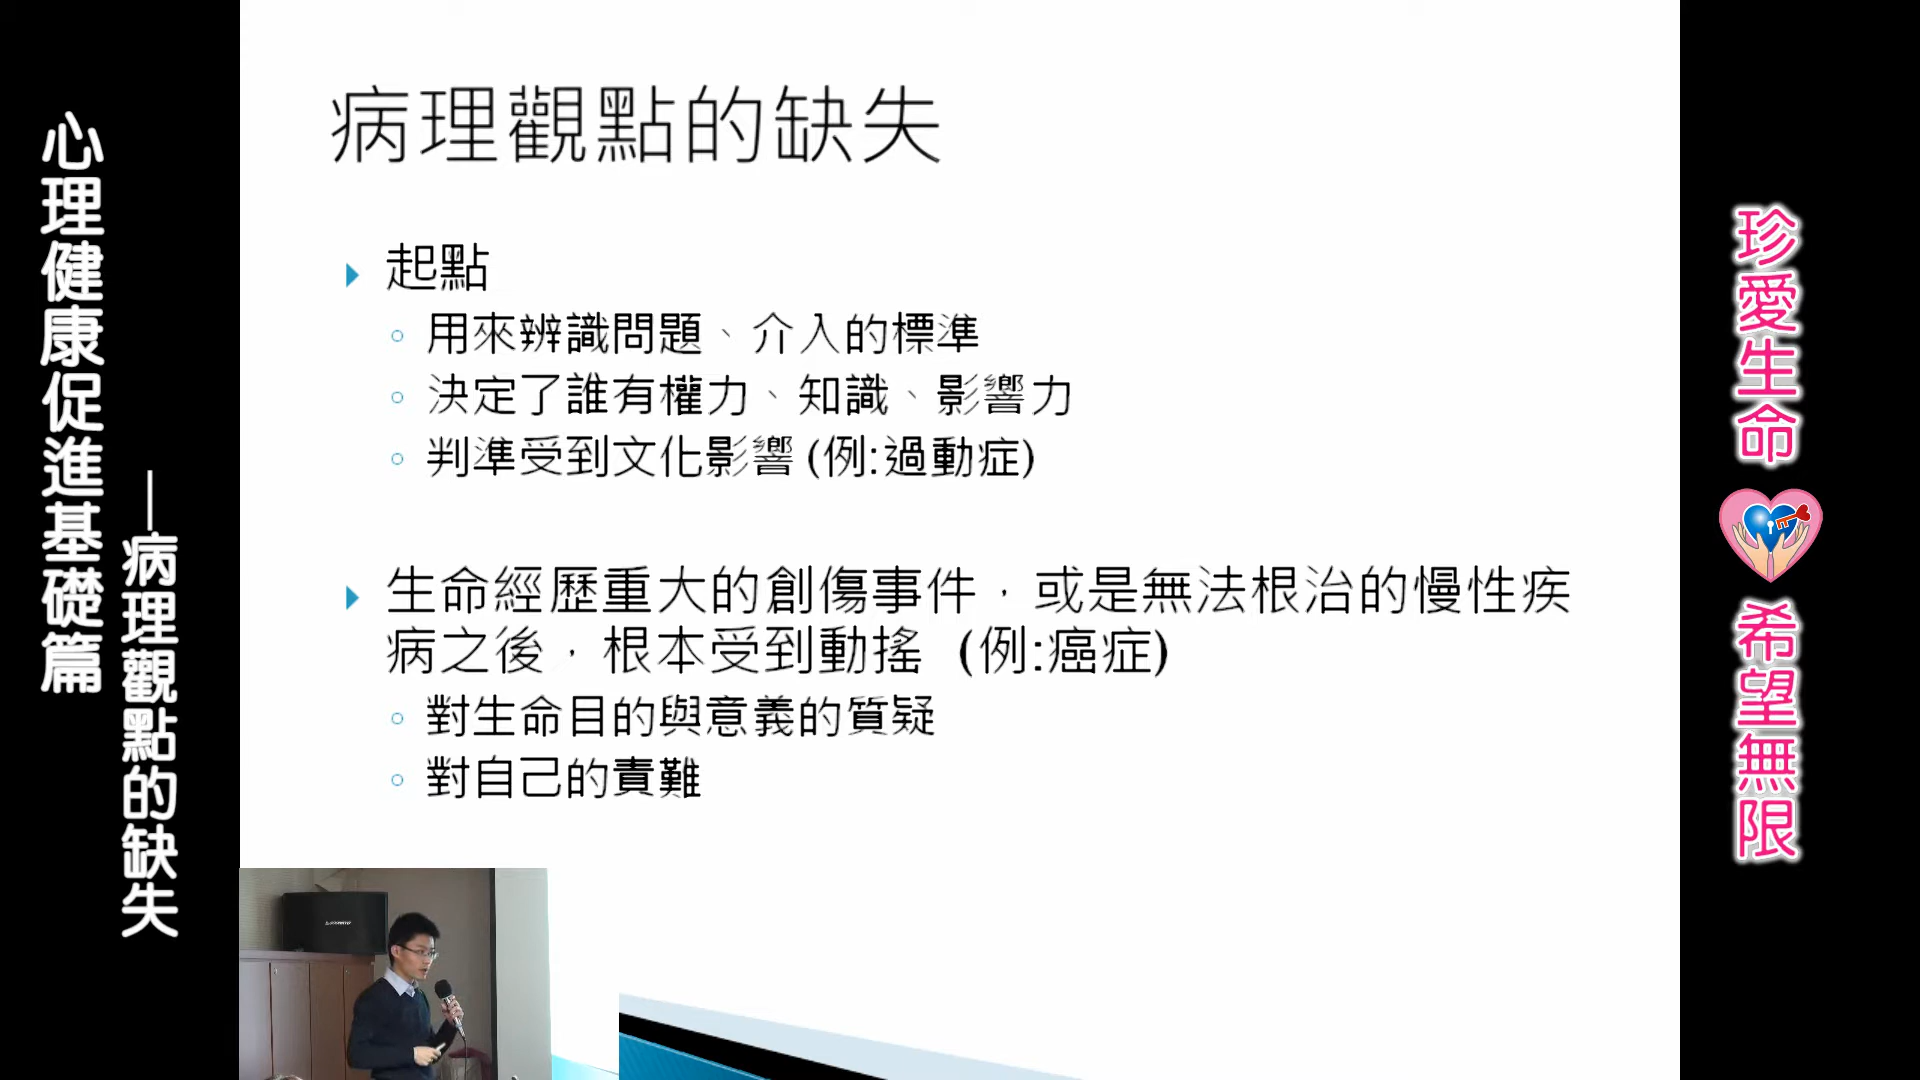 心理健康促進基礎篇
—病理觀點的缺失
病理觀點的缺失
起點
用來辨識問題、介入的標準
決定了誰有權力、知識、影響力
判準受到文化影響 (例:過動症)
生命經歷重大的創傷事件，或是無法根治的慢性疾
病之後，根本受到動搖 (例:癌症)
對生命目的與意義的質疑
對自己的責難
珍愛生命
希望無限